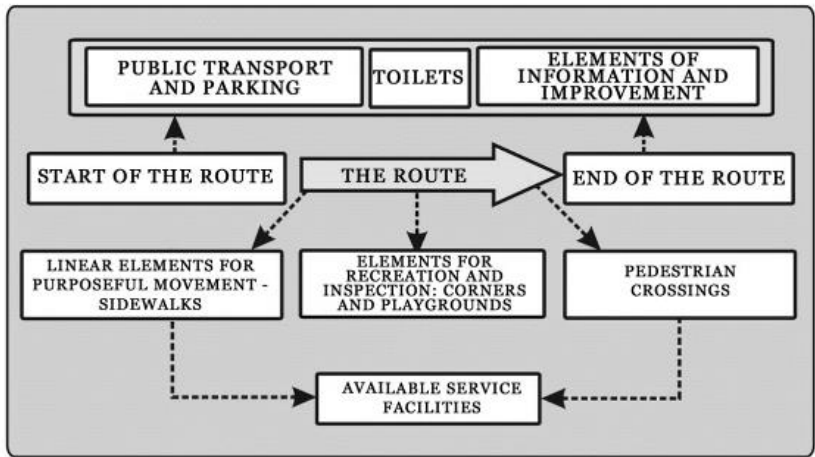 PUBLIC TRANSPORT
AND PARKING
TOILETS
ELEMENTS OF
INFORMATION AND
IMPROVEMENT
START OF THE ROUTE
THE ROUTE
END OF THE ROUTE
LINEAR ELEMENTS FOR
PURPOSEFUL MOVEMENT -
SIDEWALKS
ELEMENTS FOR
RECREATION AND
INSPECTION: CORNERS
AND PLAYGROUNDS
PEDESTRIAN
CROSSINGS
AVAILABLE SERVICE
FACILITIES